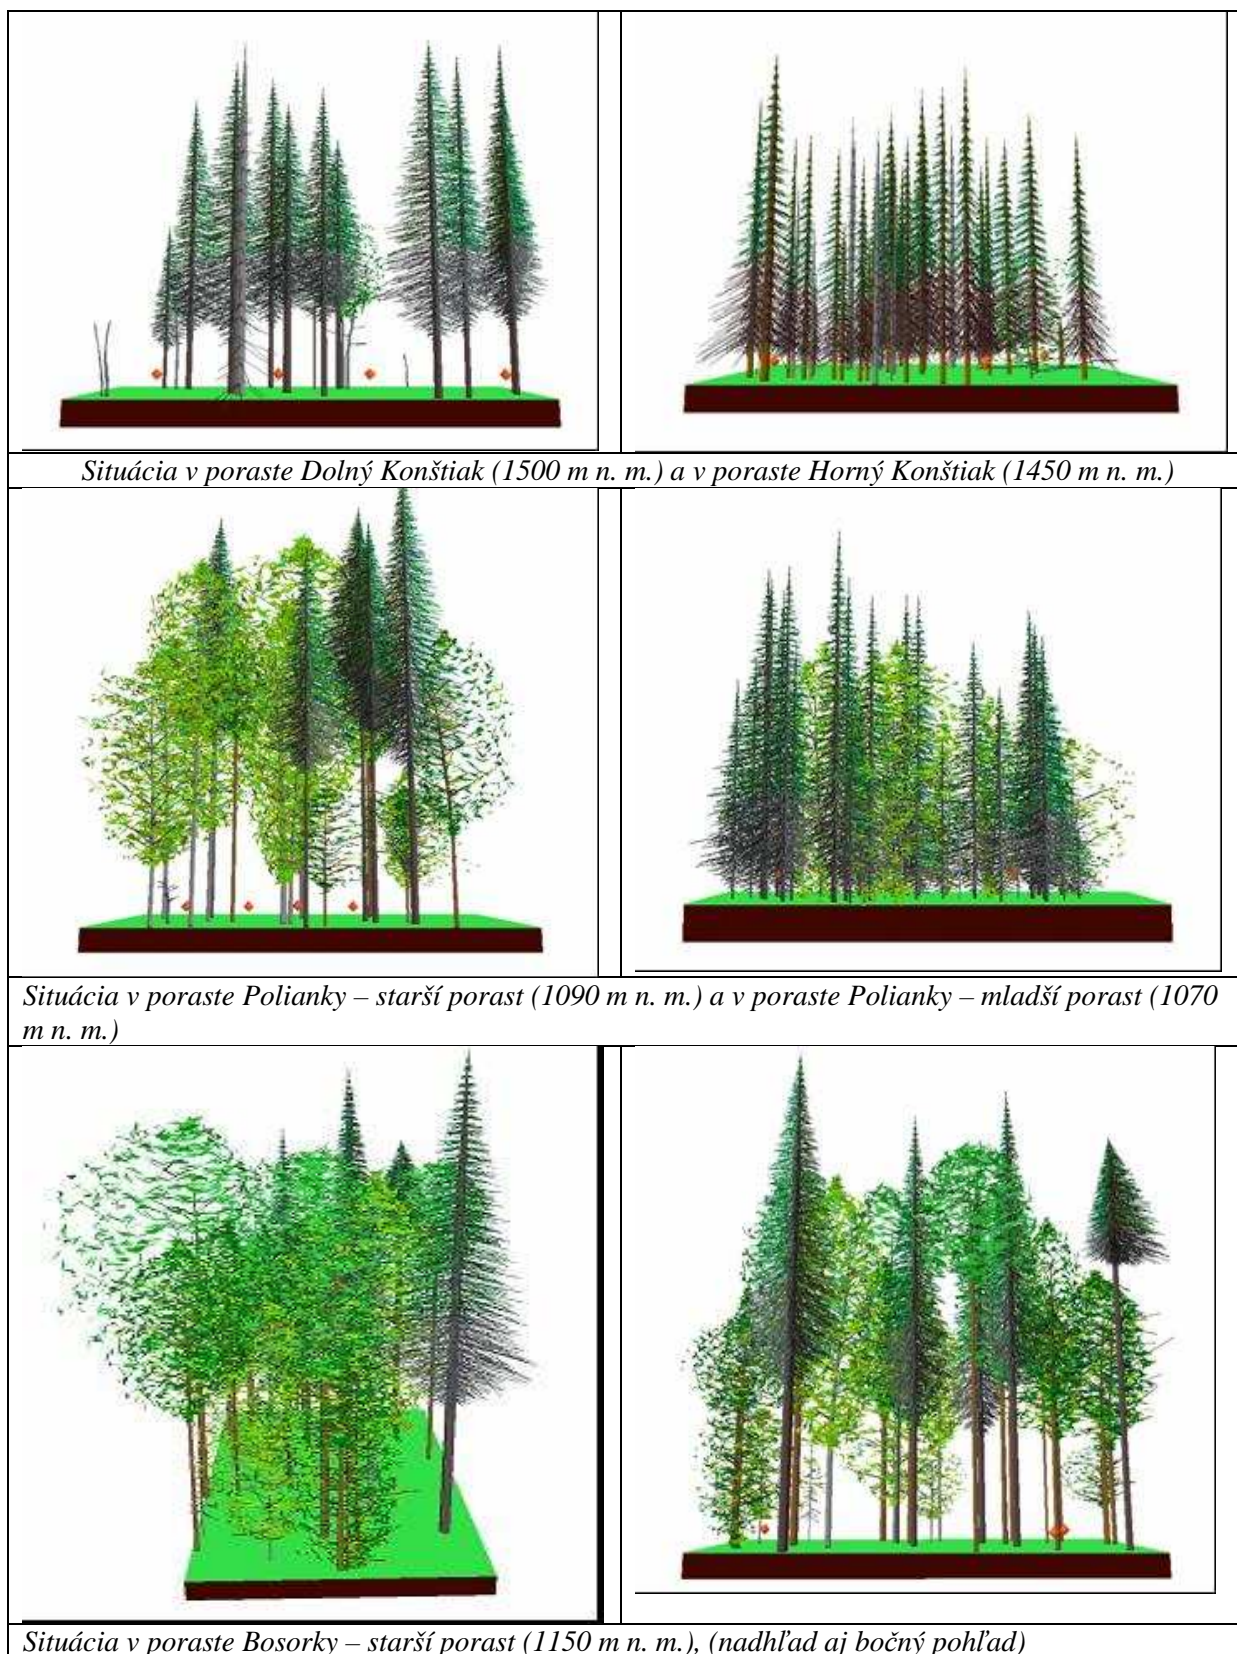 Situácia v poraste Dolný Konštiak (1500 m n. m.) a v poraste Horný Konštiak (1450 m n. m.)
Situácia v poraste Polianky – starší porast (1090 m n. m.) a v poraste Polianky – mladší porast (1070
m n. m.)
Situácia v poraste Bosorky – starší porast (1150 m n. m.), (nadhľad aj bočný pohľad)